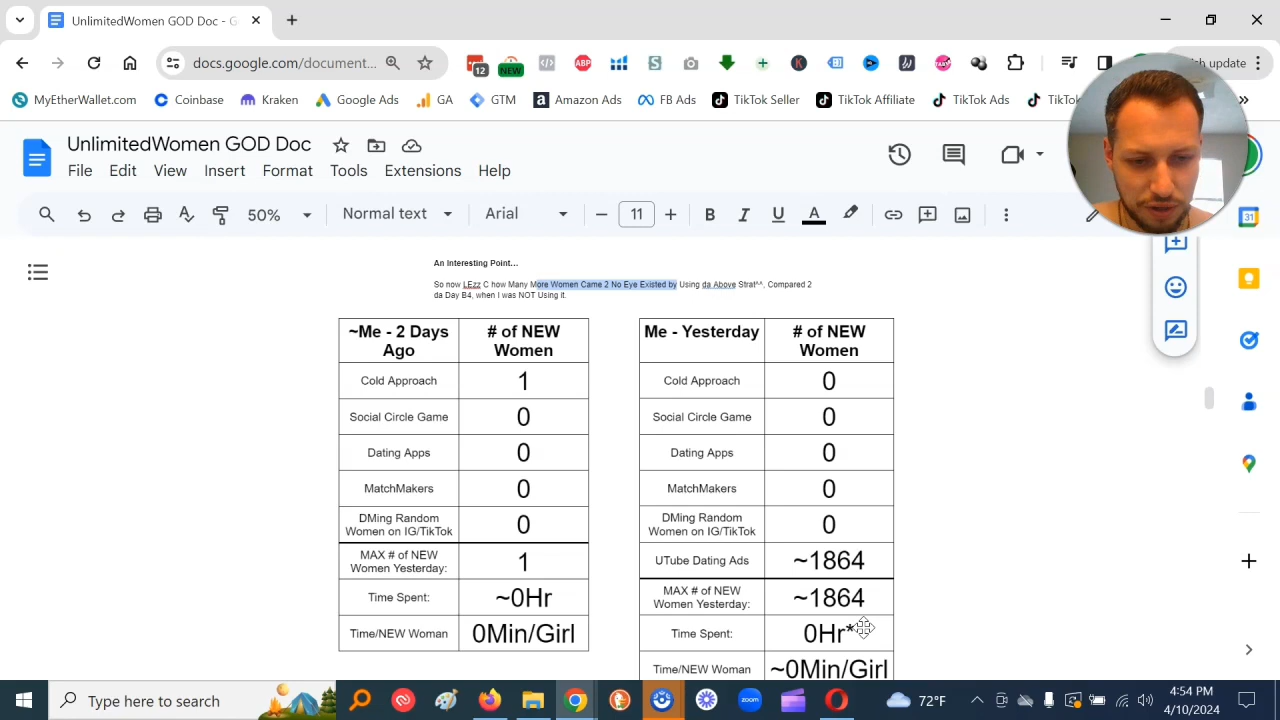 UnlimitedWomen GOD Doc - G
docs.google.com/document...
12
NEW
ABP
sh update
MyEtherWallet.com
Coinbase
Kraken
Google Ads
GA
GTM
Amazon Ads
FB Ads
TikTok Seller
TikTok Affiliate
TikTok Ads
TikTok
UnlimitedWomen GOD Doc
File Edit View Insert Format Tools Extensions Help
50% Normal text Arial 11 B I U A
31
An Interesting Point...
So now LEzz C how Many More Women Came 2 No Eye Existed by Using da Above Strat^^, Compared 2
da Day B4, when I was NOT Using it.
~Me - 2 Days
Ago
# of NEW
Women
Cold Approach 1
Social Circle Game 0
Dating Apps 0
MatchMakers 0
DMing Random
Women on IG/TikTok 0
MAX # of NEW
Women Yesterday: 1
Time Spent: ~0Hr
Time/NEW Woman 0Min/Girl
Me - Yesterday
# of NEW
Women
Cold Approach 0
Social Circle Game 0
Dating Apps 0
MatchMakers 0
DMing Random
Women on IG/TikTok 0
UTube Dating Ads ~1864
MAX # of NEW
Women Yesterday: ~1864
Time Spent: 0Hr*
Time/NEW Woman ~0Min/Girl
Type here to search
zoom
72°F
4:54 PM
4/10/2024